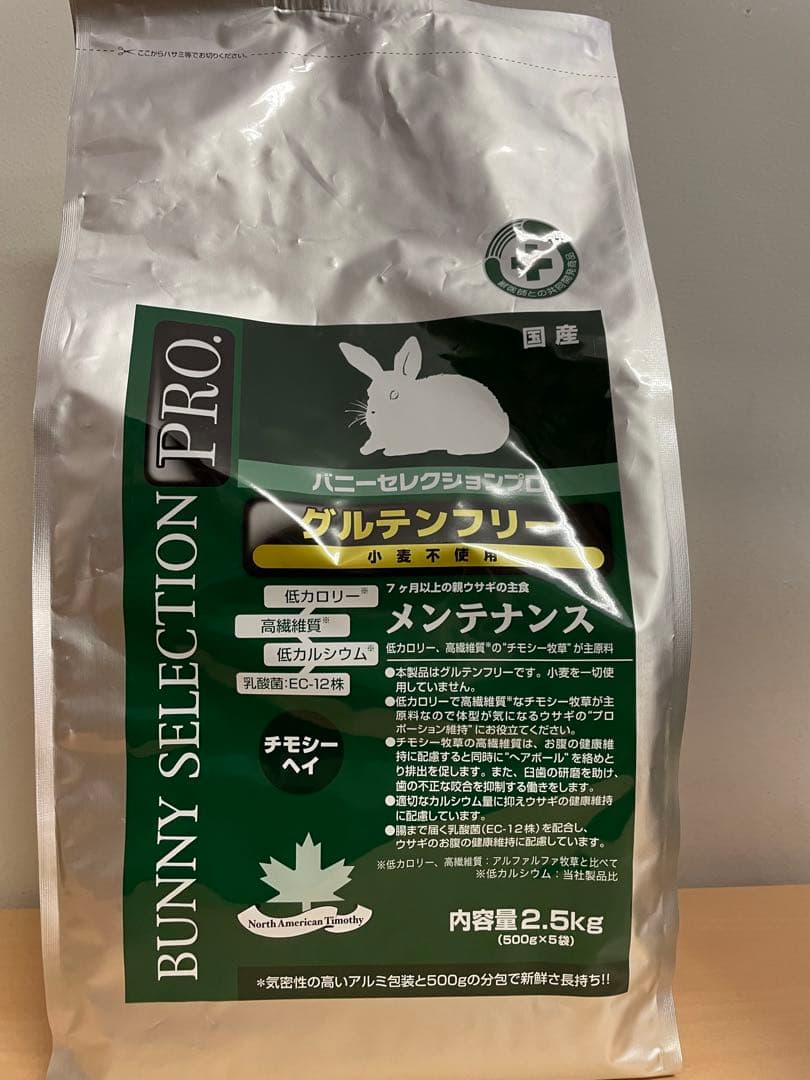 ここからハサミ等でお切りください。
獣医師との共同開発商品
国産
BUNNY SELECTION PRO.
バニーセレクションプロ
グルテンフリー
小麦不使用
7ヶ月以上の親ウサギの主食
メンテナンス
低カロリー、高繊維質※の"チモシー牧草"が主原料
低カロリー※
高繊維質※
低カルシウム※
乳酸菌:EC-12株
チモシー
ヘイ
●本製品はグルテンフリーです。小麦を一切使
用していません。
●低カロリーで高繊維質※なチモシー牧草が主
原料なので体型が気になるウサギの"プロ
ポーション維持"にお役立てください。
●チモシー牧草の高繊維質は、お腹の健康維
持に配慮すると同時に"ヘアボール"を絡めと
り排出を促します。また、臼歯の研磨を助け、
歯の不正な咬合を抑制する働きをします。
●適切なカルシウム量に抑えウサギの健康維持
に配慮しています。
●腸まで届く乳酸菌(EC-12株)を配合し、
ウサギのお腹の健康維持に配慮しています。
※低カロリー、高繊維質:アルファルファ牧草と比べて
※低カルシウム:当社製品比
North American Timothy
内容量2.5kg
(500g×5袋)
*気密性の高いアルミ包装と500gの分包で新鮮さ長持ち!!